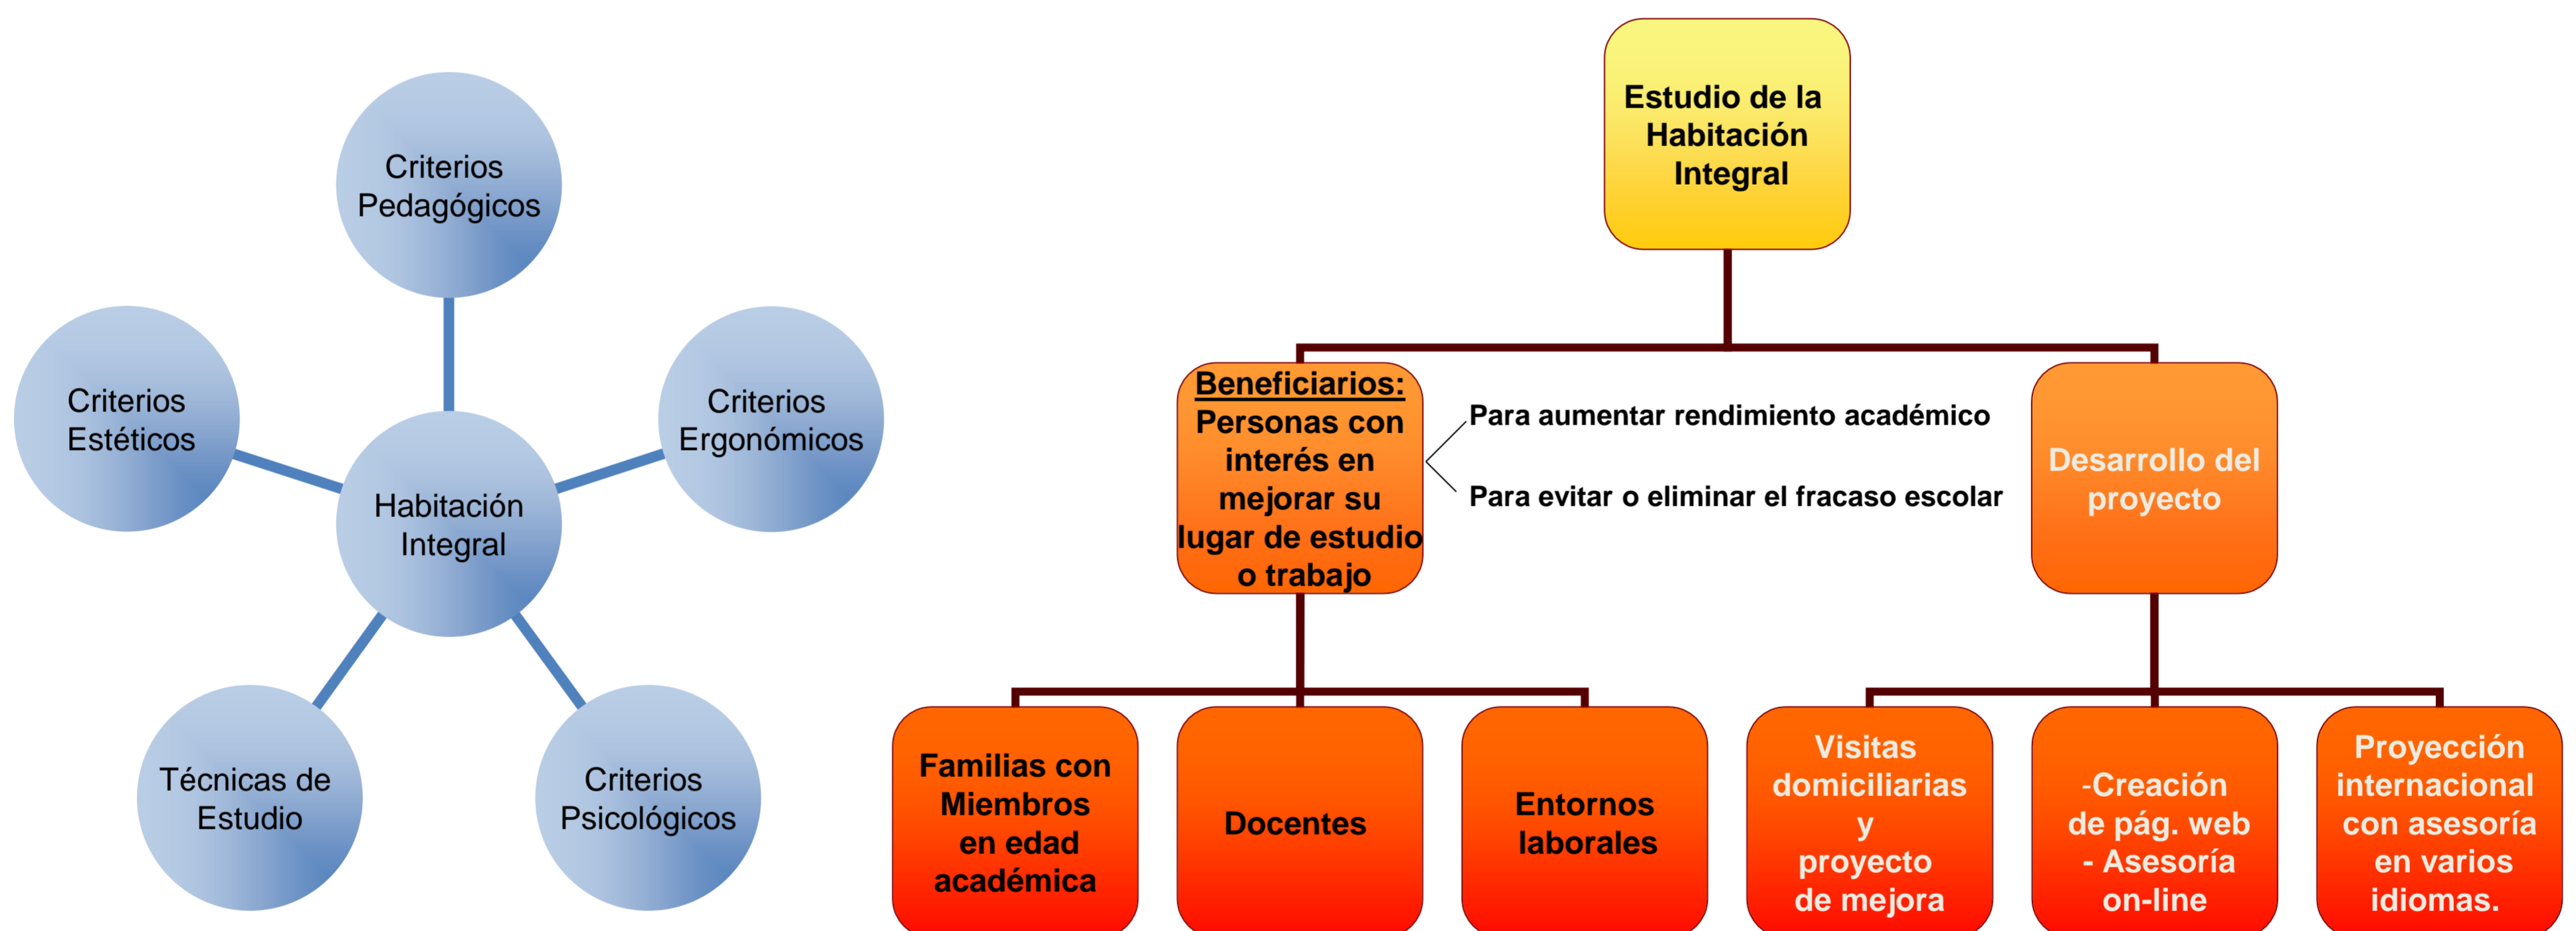 Criterios
Pedagógicos
Criterios
Estéticos
Criterios
Ergonómicos
Habitación
Integral
Técnicas de
Estudio
Criterios
Psicológicos
Estudio de la
Habitación
Integral
Beneficiarios:
Personas con
interés en
mejorar su
lugar de estudio
o trabajo
Para aumentar rendimiento académico
Para evitar o eliminar el fracaso escolar
Desarrollo del
proyecto
Familias con
Miembros
en edad
académica
Docentes
Entornos
laborales
Visitas
domiciliarias
y
proyecto
de mejora
-Creación
de pág. web
- Asesoría
on-line
Proyección
internacional
con asesoría
en varios
idiomas.